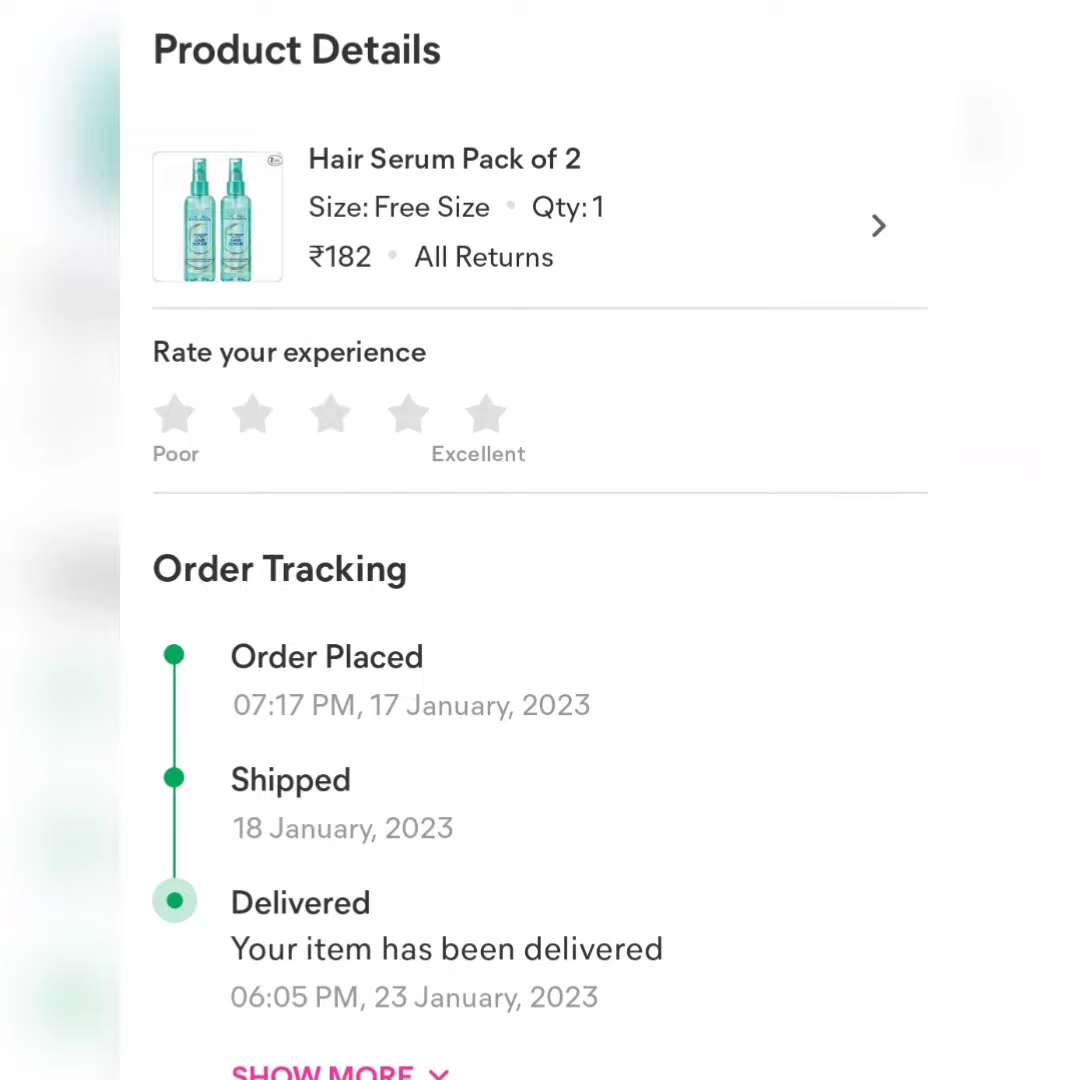 Product Details
Hair Serum Pack of 2
Size: Free Size • Qty: 1
₹182 • All Returns
Rate your experience
Poor Excellent
Order Tracking
Order Placed
07:17 PM, 17 January, 2023
Shipped
18 January, 2023
Delivered
Your item has been delivered
06:05 PM, 23 January, 2023
SHOW MORE